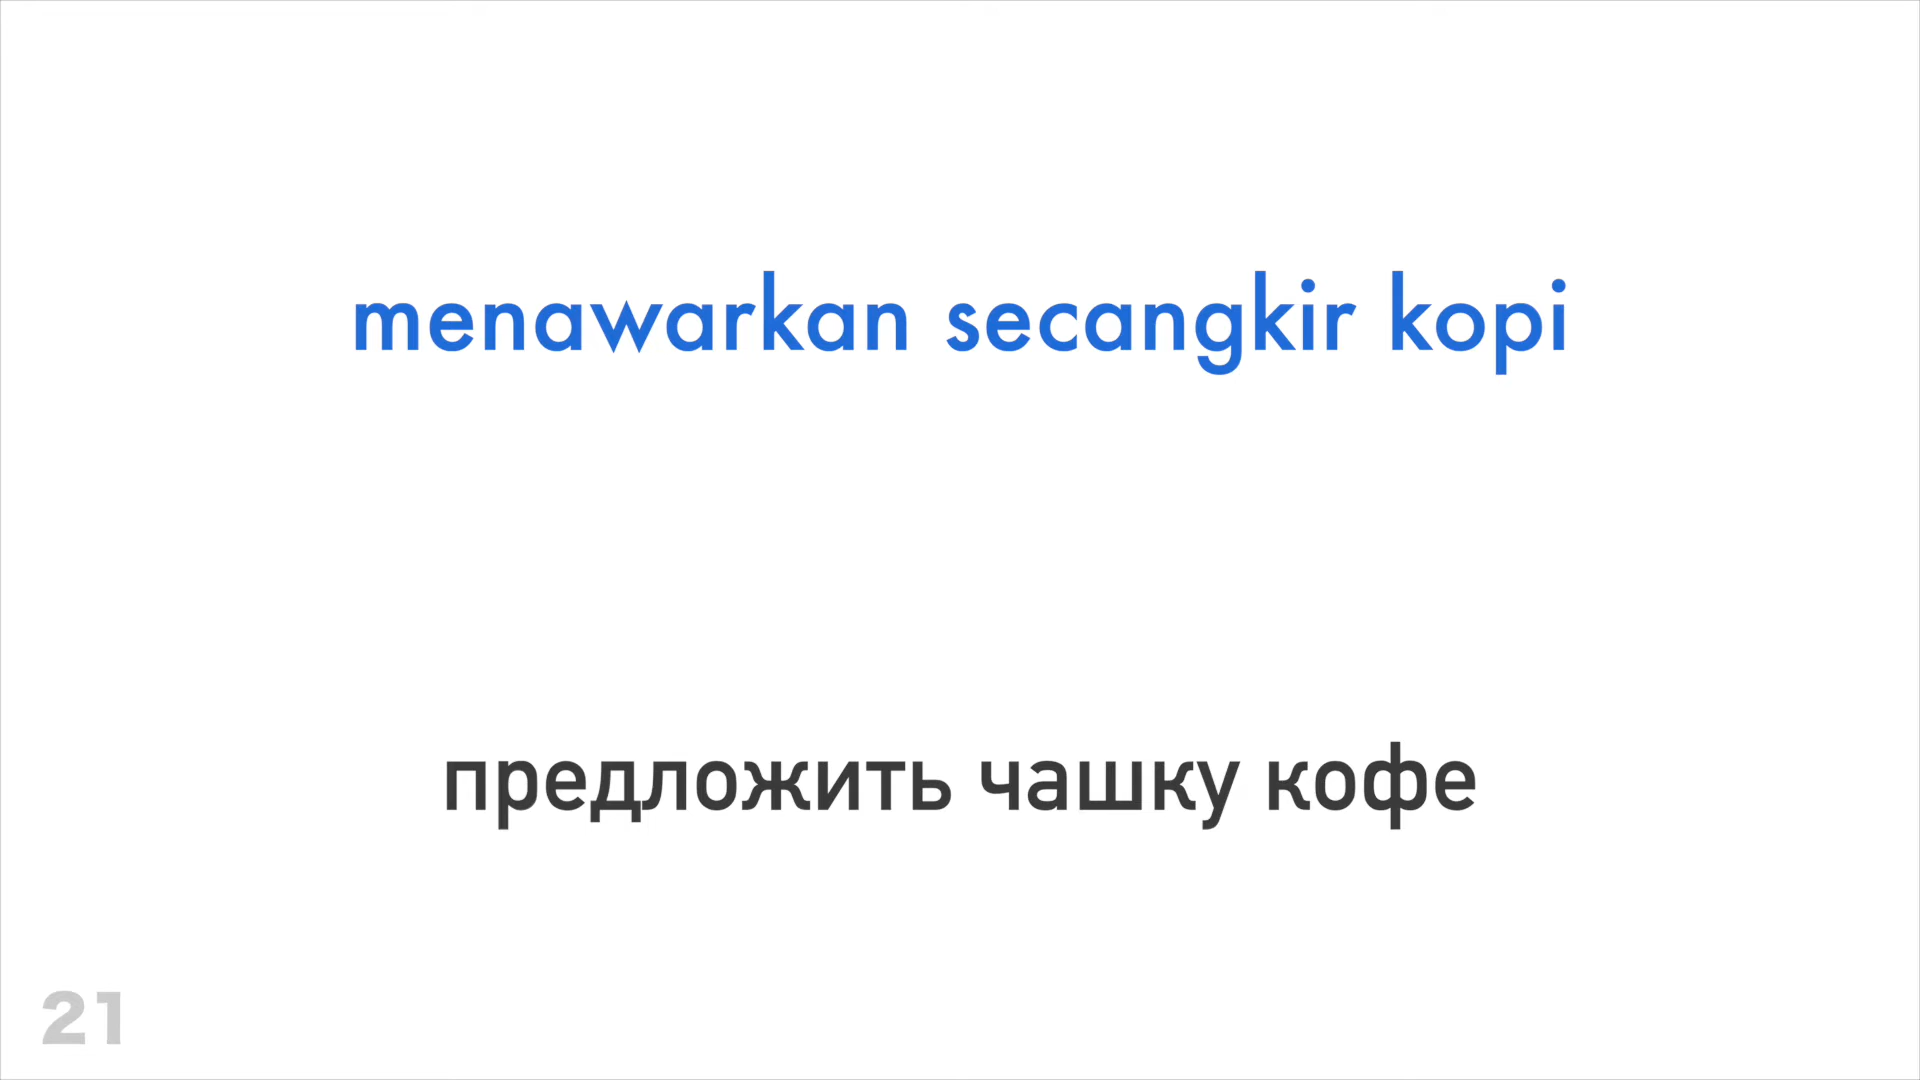 menawarkan secangkir kopi
предложить чашку кофе
21